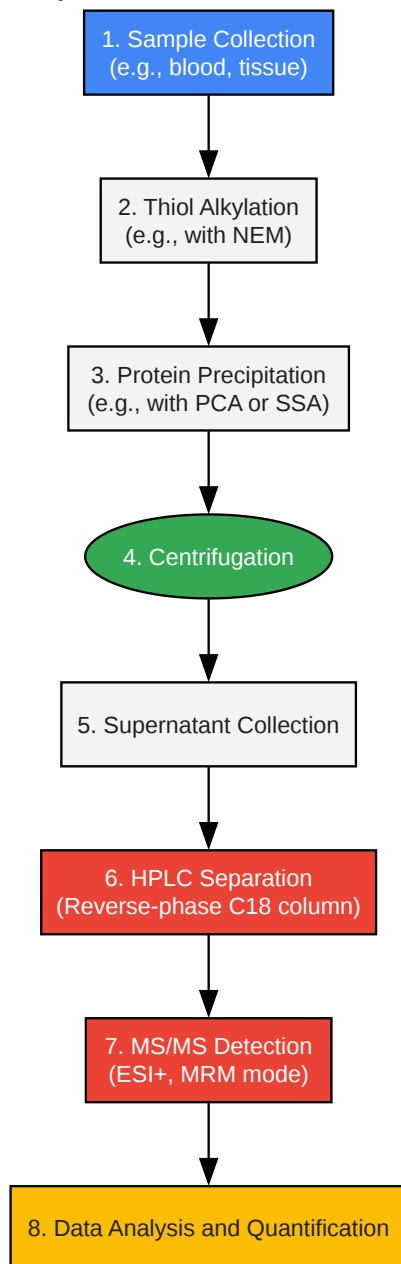 1. Sample Collection
(e.g., blood, tissue)
2. Thiol Alkylation
(e.g., with NEM)
3. Protein Precipitation
(e.g., with PCA or SSA)
4. Centrifugation
5. Supernatant Collection
6. HPLC Separation
(Reverse-phase C18 column)
7. MS/MS Detection
(ESI+, MRM mode)
8. Data Analysis and Quantification